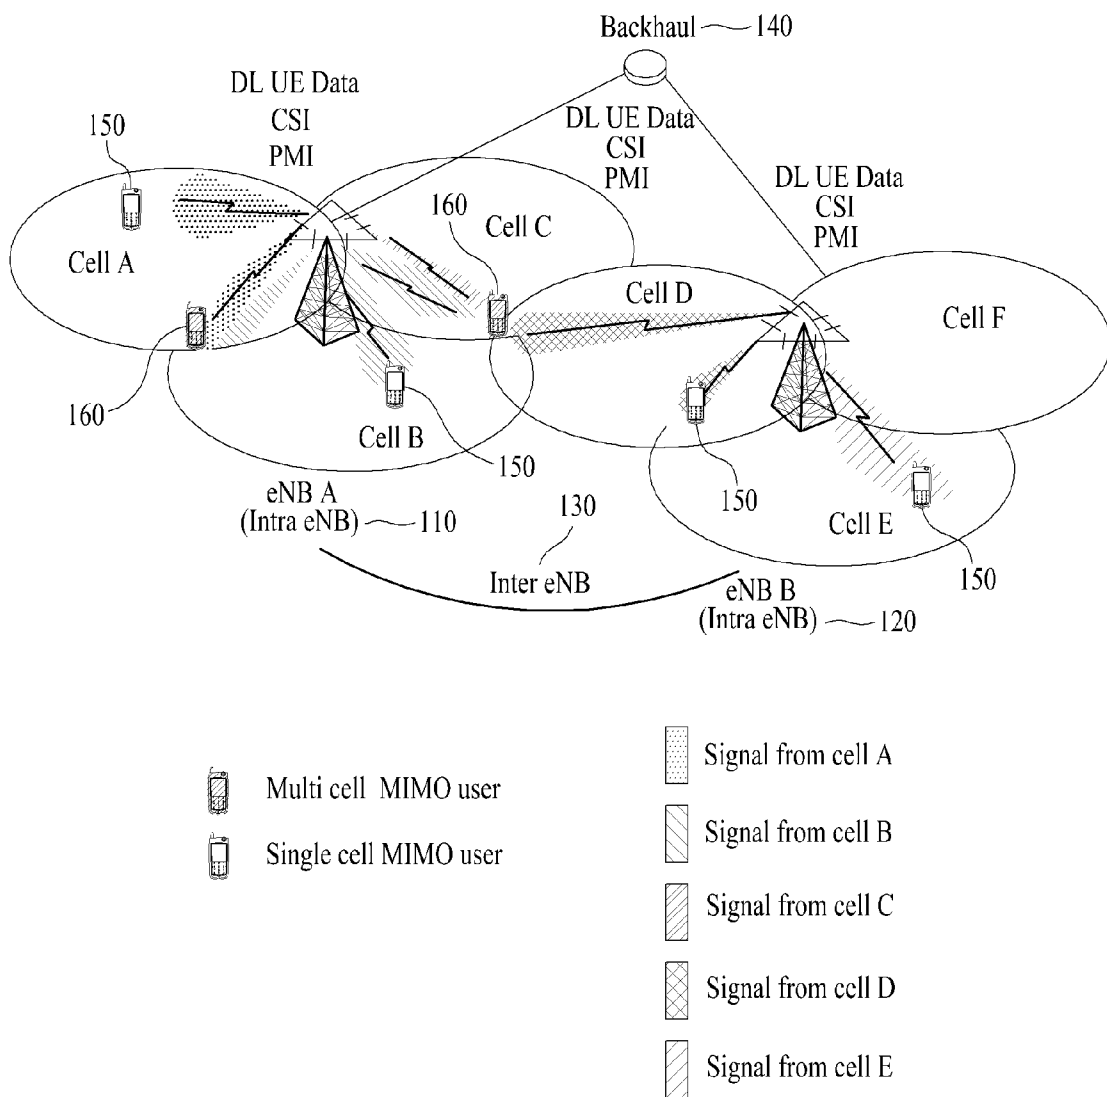 Backhaul 140
DL UE Data
CSI
PMI
DL UE Data
CSI
PMI
150
DL UE Data
CSI
PMI
160
Cell C
Cell A
Cell D
Cell F
160
Cell B
150
150
eNB A
(Intra eNB) 110
130
Cell E
Inter eNB
150
eNB B
(Intra eNB) 120
Multi cell MIMO user
Single cell MIMO user
Signal from cell A
Signal from cell B
Signal from cell C
Signal from cell D
Signal from cell E